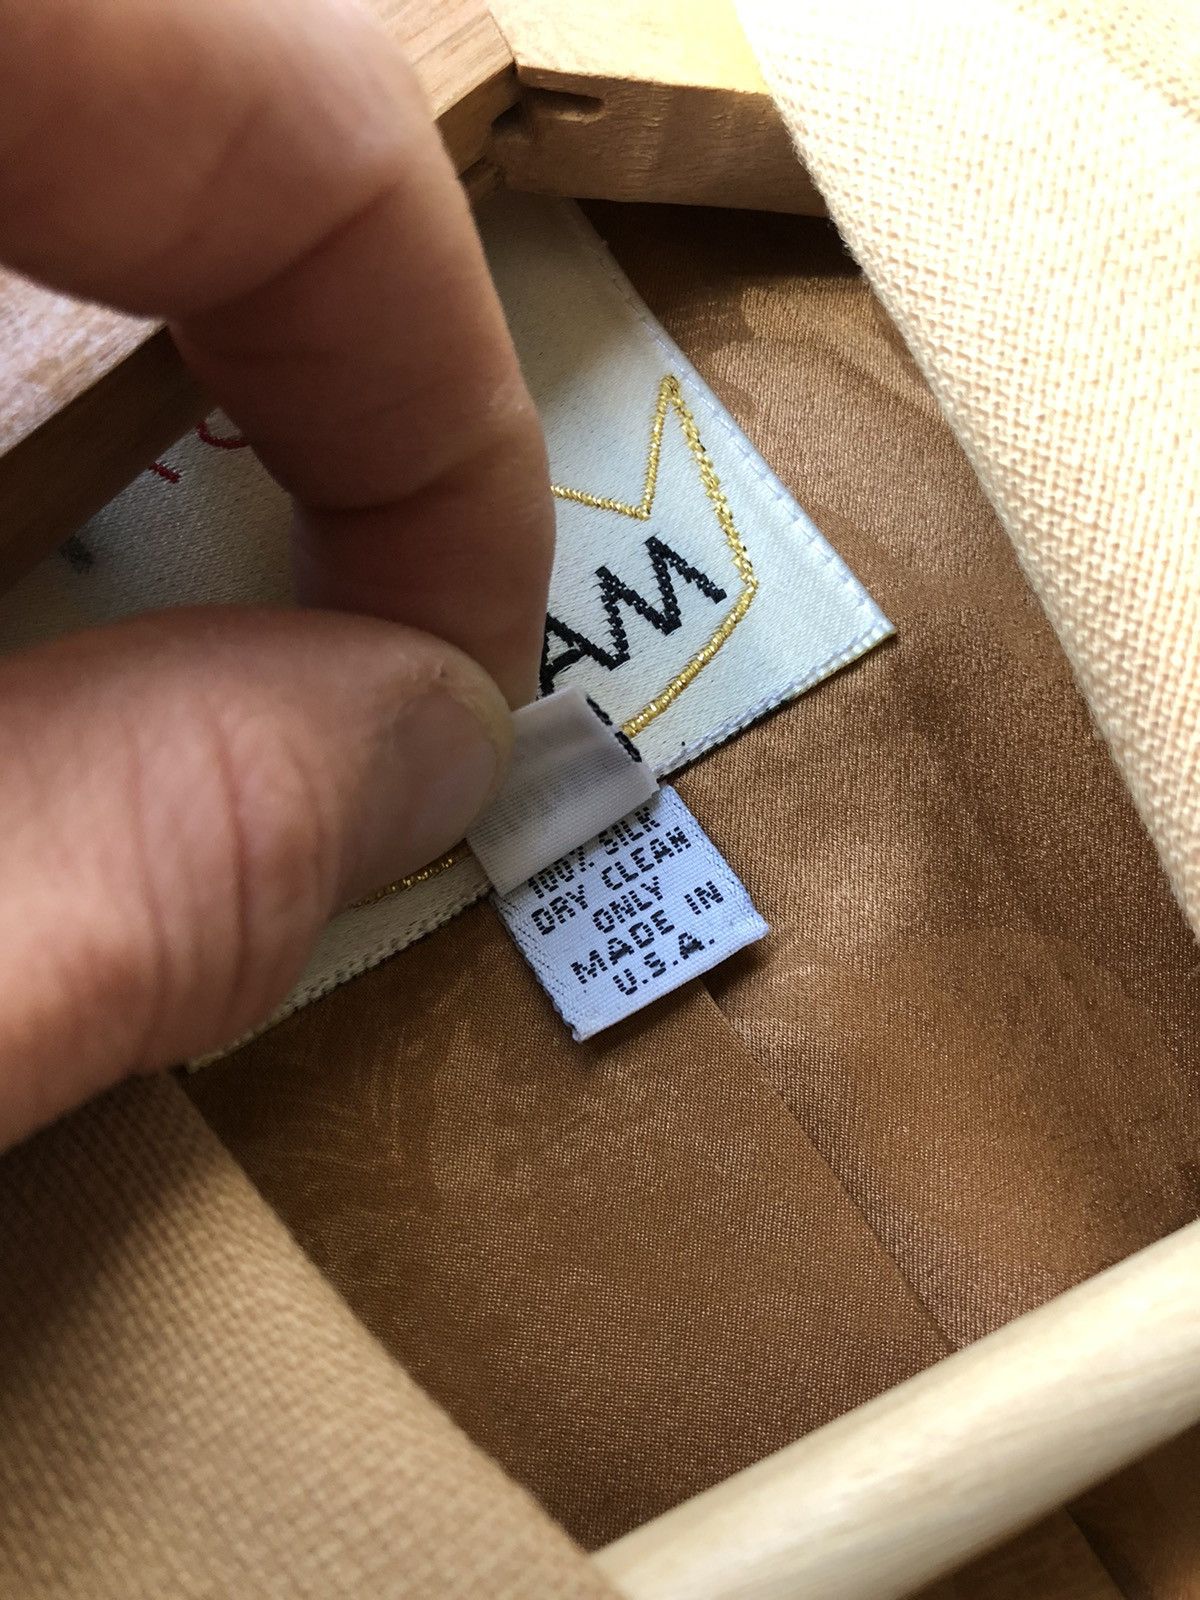 AM
100% SILK
DRY CLEAN
ONLY
MADE IN
U.S.A.